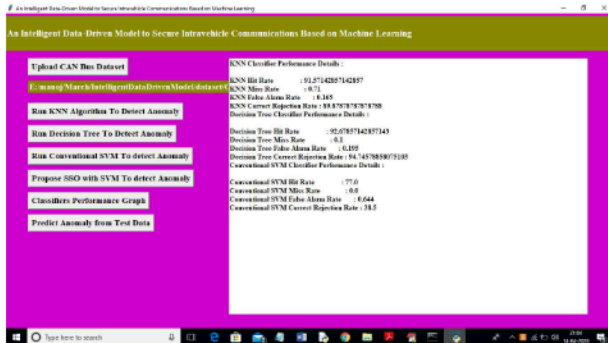 An Intelligent Data-Driven Model to Secure Intravehicle Communications Based on Machine Learning
An Intelligent Data-Driven Model to Secure Intravehicle Communications Based on Machine Learning
Upload CAN Bus Dataset
E:/manoj/March/IntelligentDataDrivenModel/dataset/C
Run KNN Algorithm To Detect Anomaly
Run Decision Tree To Detect Anomaly
Run Conventional SVM To detect Anomaly
Propose SSO with SVM To detect Anomaly
Classifiers Performance Graph
Predict Anomaly from Test Data
KNN Classifier Performance Details :
KNN Hit Rate : 91.57142857142857
KNN Miss Rate : 0.71
KNN False Alarm Rate : 0.165
KNN Correct Rejection Rate : 89.87878787878788
Decision Tree Classifier Performance Details :
Decision Tree Hit Rate : 92.67857142857143
Decision Tree Miss Rate : 0.1
Decision Tree False Alarm Rate : 0.195
Decision Tree Correct Rejection Rate :
Conventional SVM Classifier Performance Details :
Conventional SVM Hit Rate : 77.0
Conventional SVM Miss Rate : 0.0
Conventional SVM False Alarm Rate : 0.644
Conventional SVM Correct Rejection Rate : 38.5
Type here to search